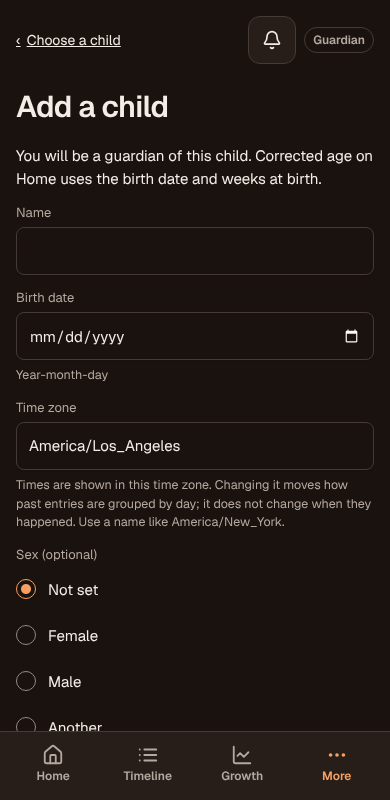 ‹ Choose a child
Guardian
Add a child
You will be a guardian of this child. Corrected age on
Home uses the birth date and weeks at birth.
Name
Birth date
mm/dd/yyyy
Year-month-day
Time zone
America/Los_Angeles
Times are shown in this time zone. Changing it moves how
past entries are grouped by day; it does not change when they
happened. Use a name like America/New_York.
Sex (optional)
Not set
Female
Male
Another
Home
Timeline
Growth
More